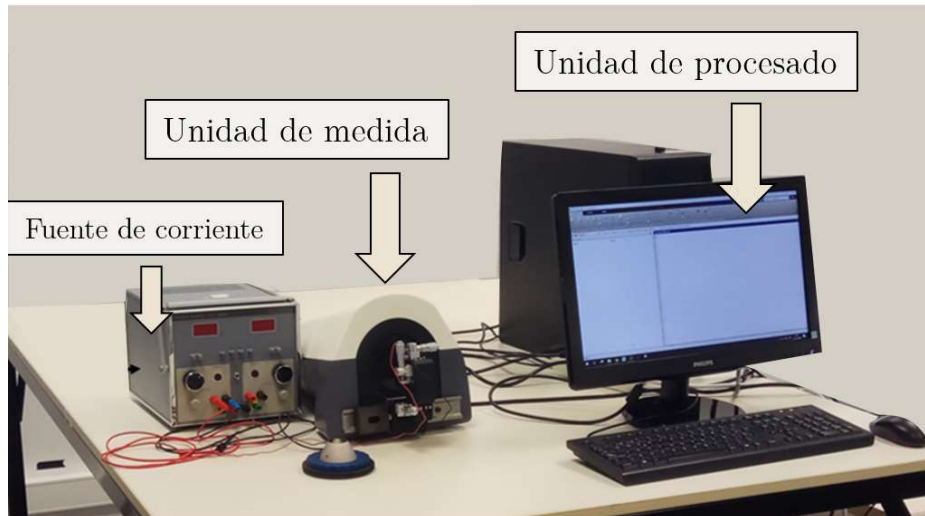 Unidad de procesado
Unidad de medida
Fuente de corriente
PHILIPS